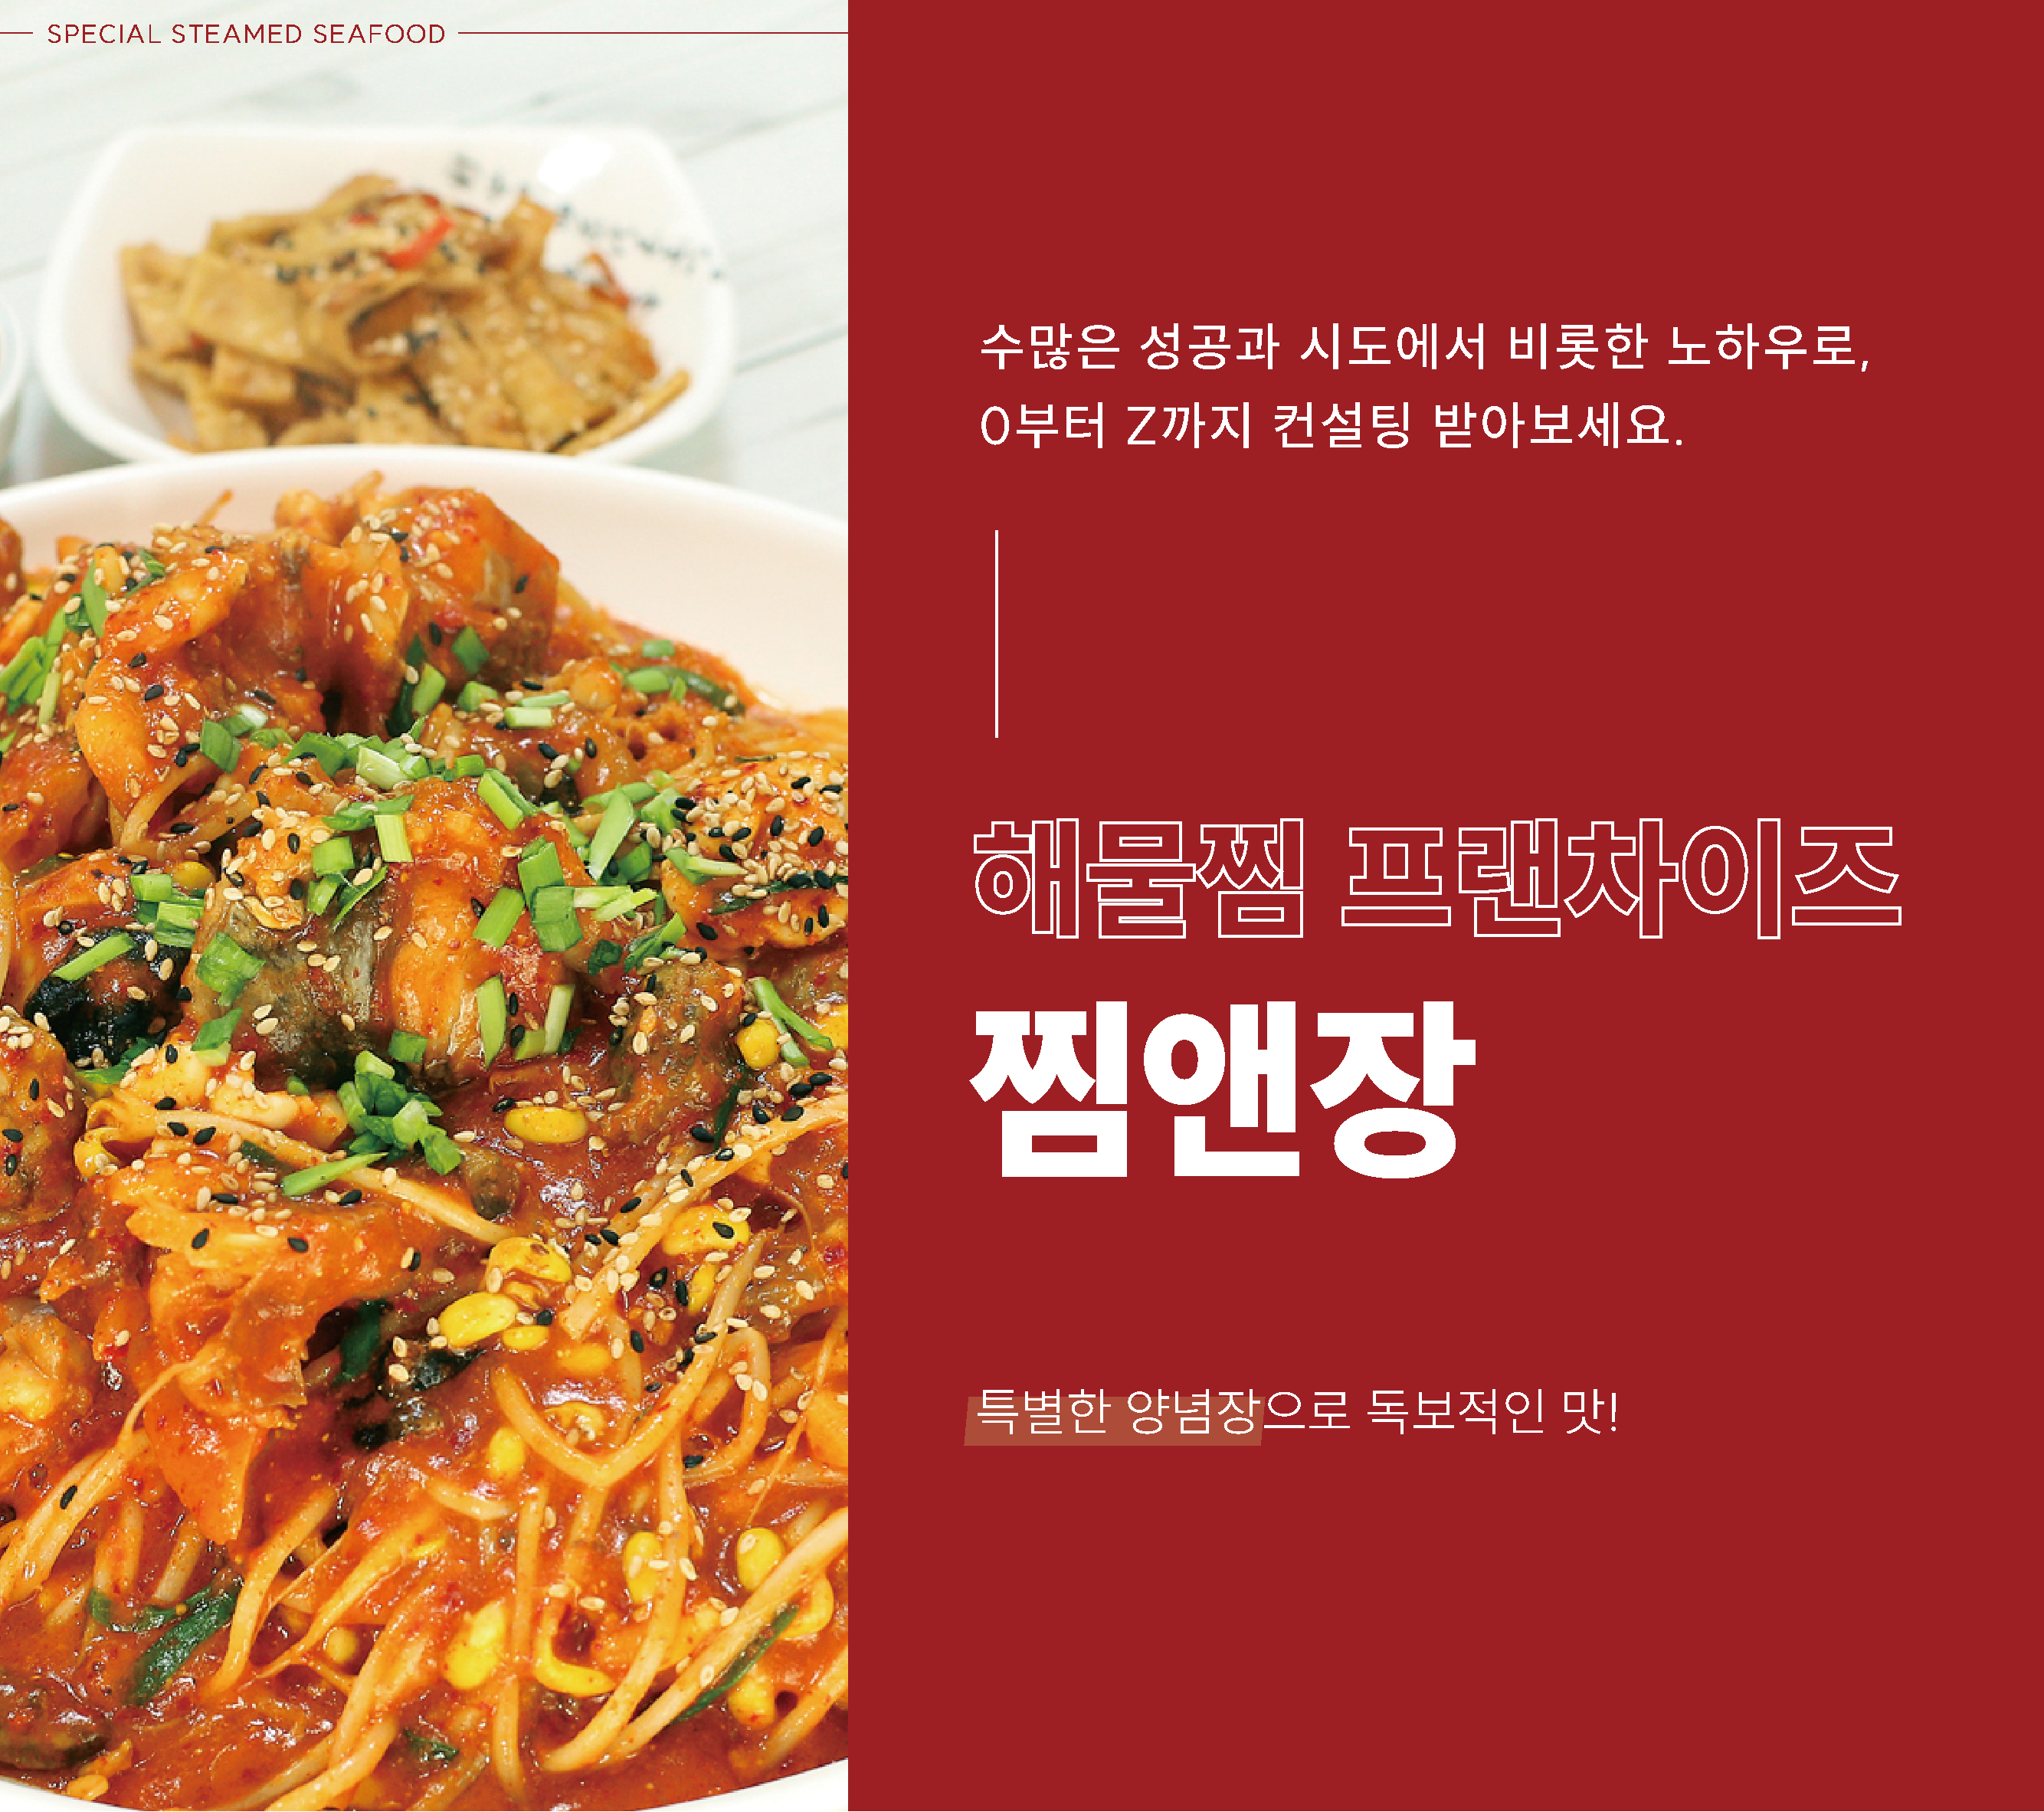 SPECIAL STEAMED SEAFOOD
수많은 성공과 시도에서 비롯한 노하우로,
0부터 Z까지 컨설팅 받아보세요.
해물찜 프랜차이즈
찜앤장
특별한 양념장으로 독보적인 맛!